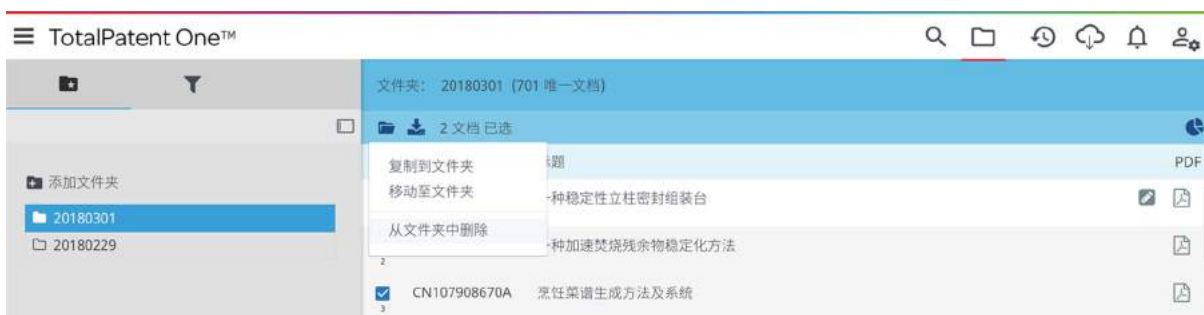 TotalPatent One™
文件夹: 20180301 (701 唯一文档)
2 文档 已选
复制到文件夹
移动至文件夹
从文件夹中删除
题
PDF
添加文件夹
20180301
20180229
一种稳定性立柱密封组装台
一种加速焚烧残余物稳定化方法
2
CN107908670A 烹饪菜谱生成方法及系统
3